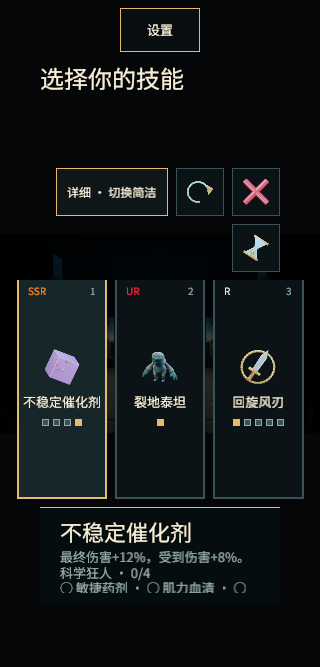 设置
选择你的技能
详细 · 切换简洁
SSR 1
UR 2
R 3
不稳定催化剂
裂地泰坦
回旋风刃
不稳定催化剂
最终伤害+12%，受到伤害+8%。
科学狂人 · 0/4
〇 敏捷药剂 · 〇 肌力血清 · 〇